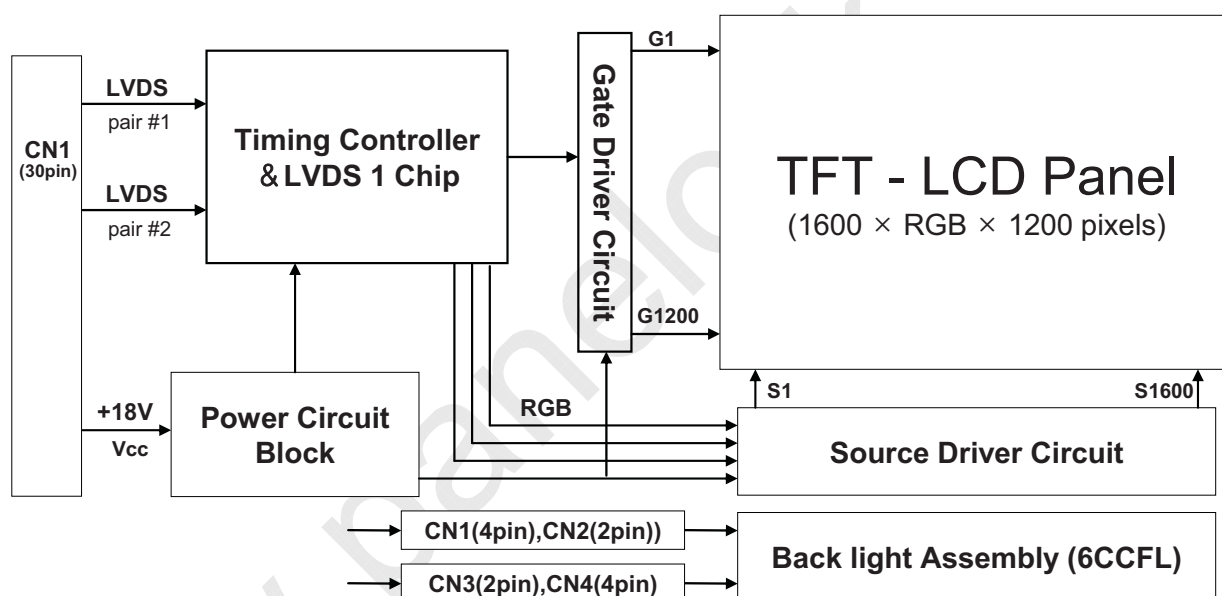 CN1
(30pin)
LVDS
pair #1
LVDS
pair #2
+18V
Vcc
Timing Controller
&LVDS 1 Chip
Power Circuit
Block
RGB
Gate Driver Circuit
G1
G1200
TFT - LCD Panel
(1600 × RGB × 1200 pixels)
S1
S1600
Source Driver Circuit
CN1(4pin),CN2(2pin))
CN3(2pin),CN4(4pin)
Back light Assembly (6CCFL)